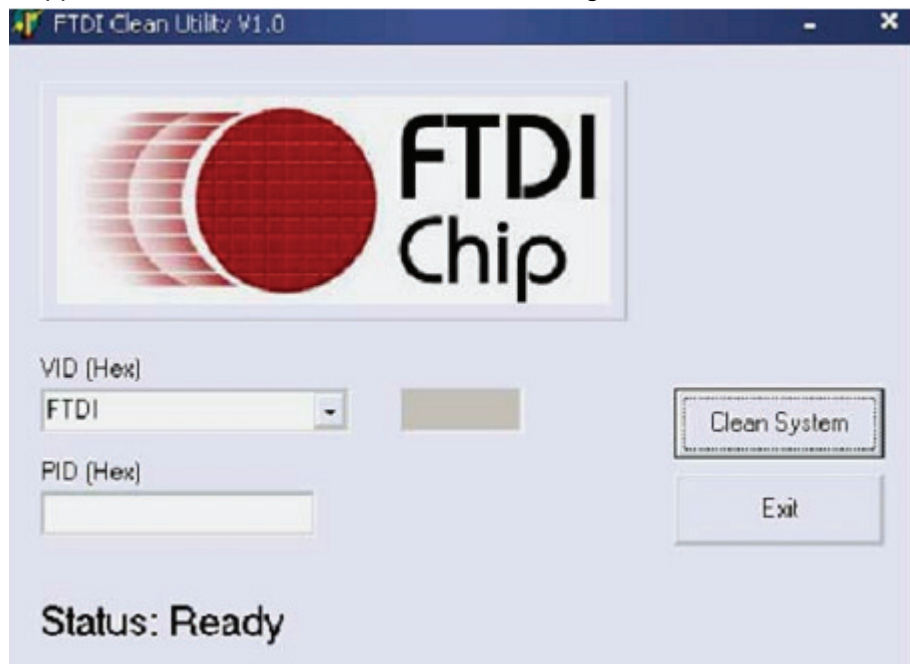 FTDI Clean Utility V1.0
FTDI
Chip
VID (Hex)
FTDI
Clean System
PID (Hex)
Exit
Status: Ready